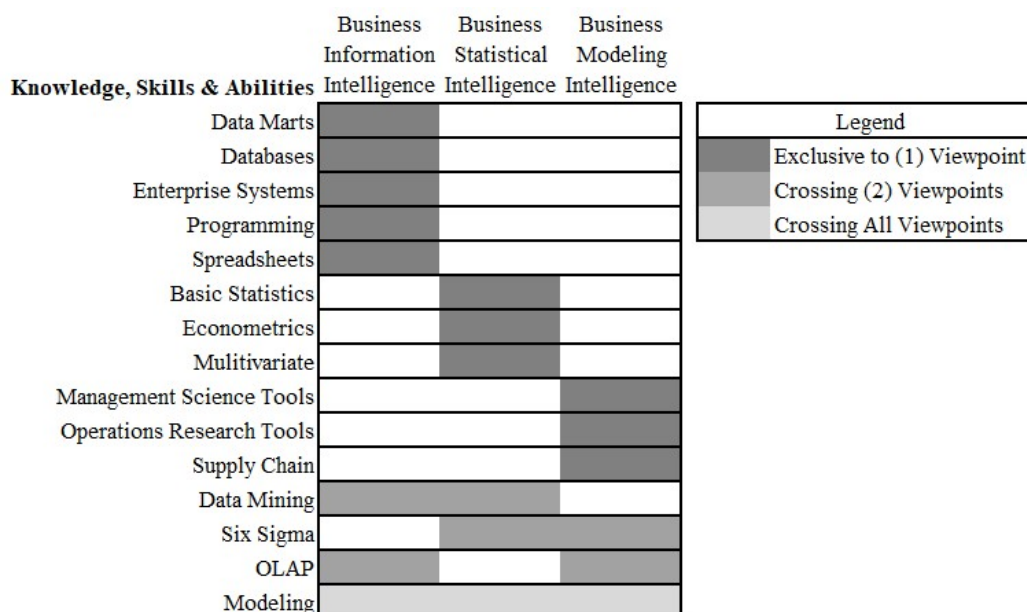 Business Business Business
Information Statistical Modeling
Knowledge, Skills & Abilities Intelligence Intelligence Intelligence
Data Marts
Legend
Databases
Exclusive to (1) Viewpoint
Enterprise Systems
Crossing (2) Viewpoints
Programming
Crossing All Viewpoints
Spreadsheets
Basic Statistics
Econometrics
Mulitivariate
Management Science Tools
Operations Research Tools
Supply Chain
Data Mining
Six Sigma
OLAP
Modeling